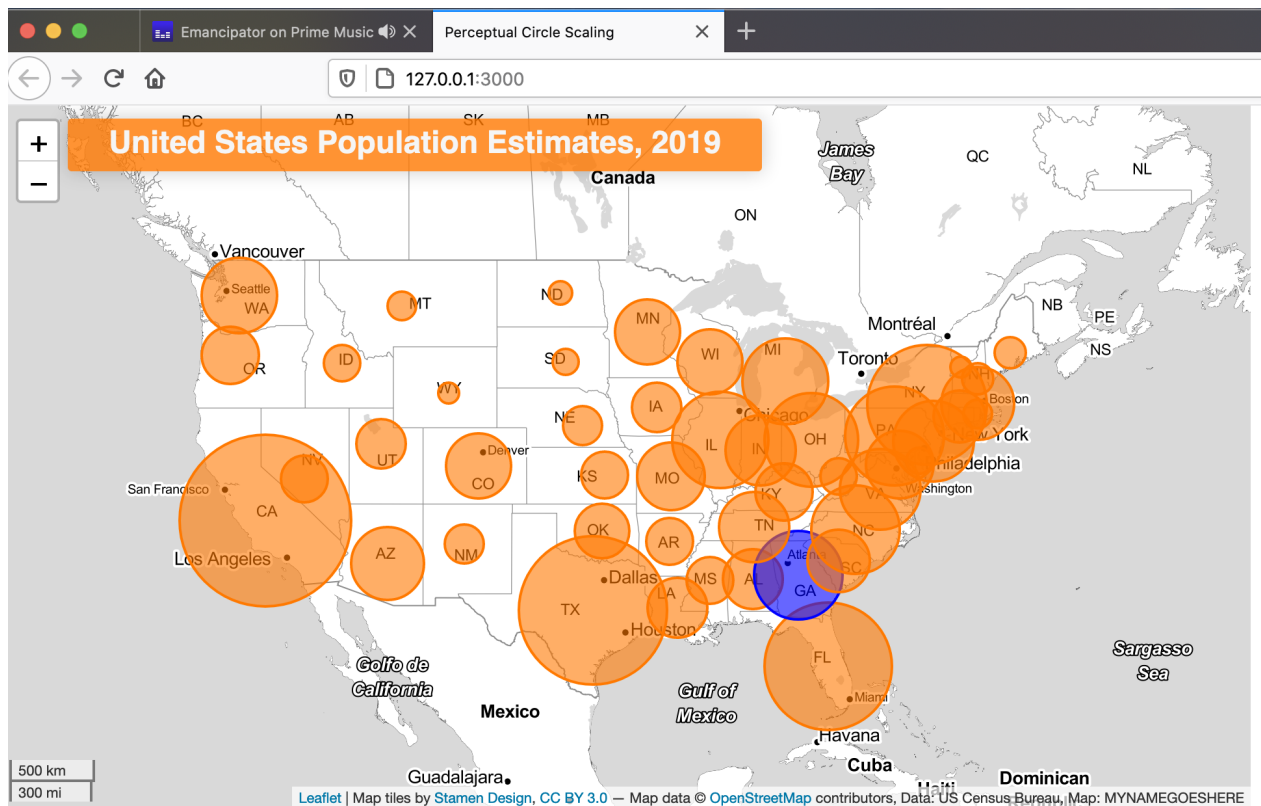 Emancipator on Prime Music
Perceptual Circle Scaling
127.0.0.1:3000
BC
AB
SK
MB
+
−
United States Population Estimates, 2019
James
Bay
QC
NL
Canada
ON
Vancouver
Seattle
WA
MT
ND
MN
NB
PE
Montréal
NS
OR
ID
SD
WI
MI
Toronto
WY
NH
NY
Boston
NE
IA
Chicago
PA
New York
NV
UT
Denver
CO
IL
IN
OH
Philadelphia
San Francisco
KS
MO
KY
VA
Washington
CA
OK
TN
NC
Los Angeles
AZ
NM
AR
Atlanta
SC
Dallas
MS
AL
GA
TX
LA
Houston
FL
Golfo de
California
Gulf of
Mexico
Miami
Sargasso
Sea
Mexico
Havana
Cuba
500 km
300 mi
Guadalajara
Haiti
Dominican
Leaflet | Map tiles by Stamen Design, CC BY 3.0 — Map data © OpenStreetMap contributors, Data: US Census Bureau, Map: MYNAMEGOESHERE